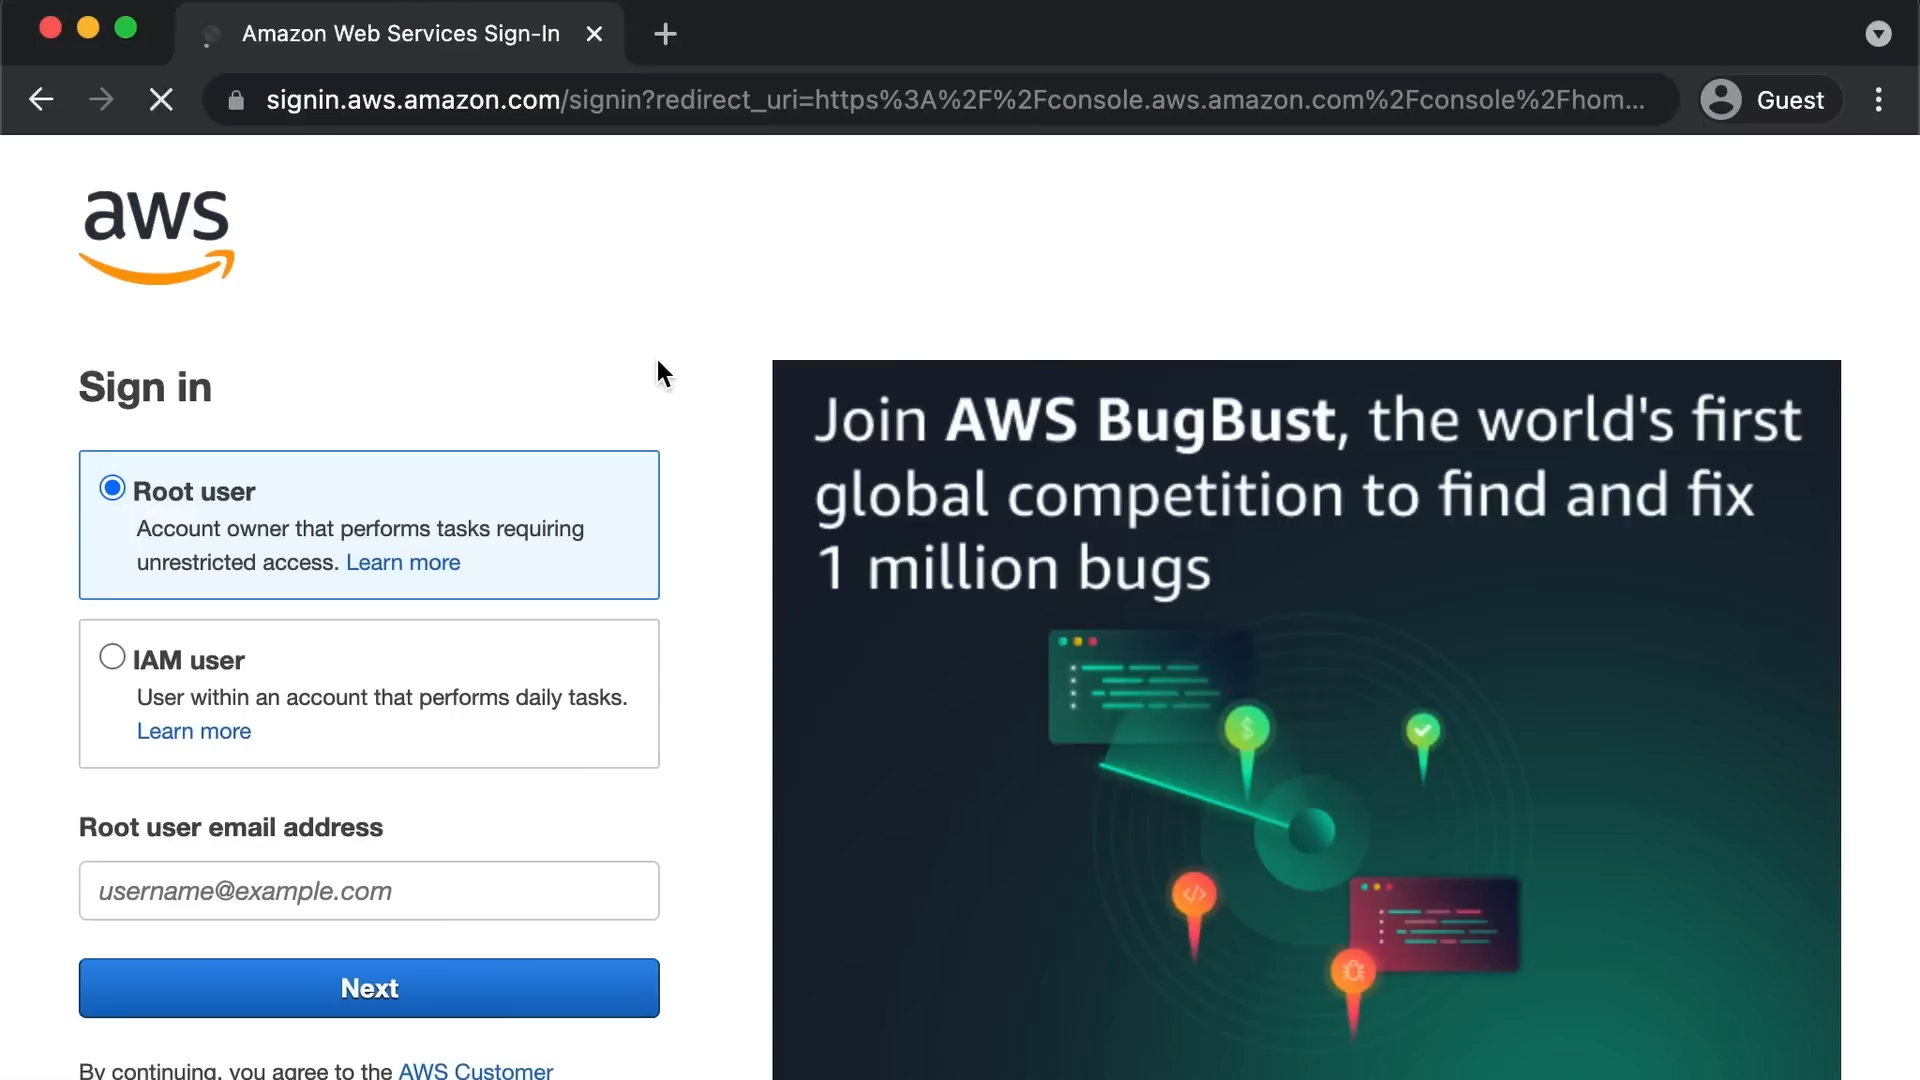 Amazon Web Services Sign-In
signin.aws.amazon.com/signin?redirect_uri=https%3A%2F%2Fconsole.aws.amazon.com%2Fconsole%2Fhom...
Guest
aws
Sign in
Root user
Account owner that performs tasks requiring
unrestricted access. Learn more
IAM user
User within an account that performs daily tasks.
Learn more
Root user email address
username@example.com
Next
By continuing, you agree to the AWS Customer
Join AWS BugBust, the world's first
global competition to find and fix
1 million bugs
$
</>